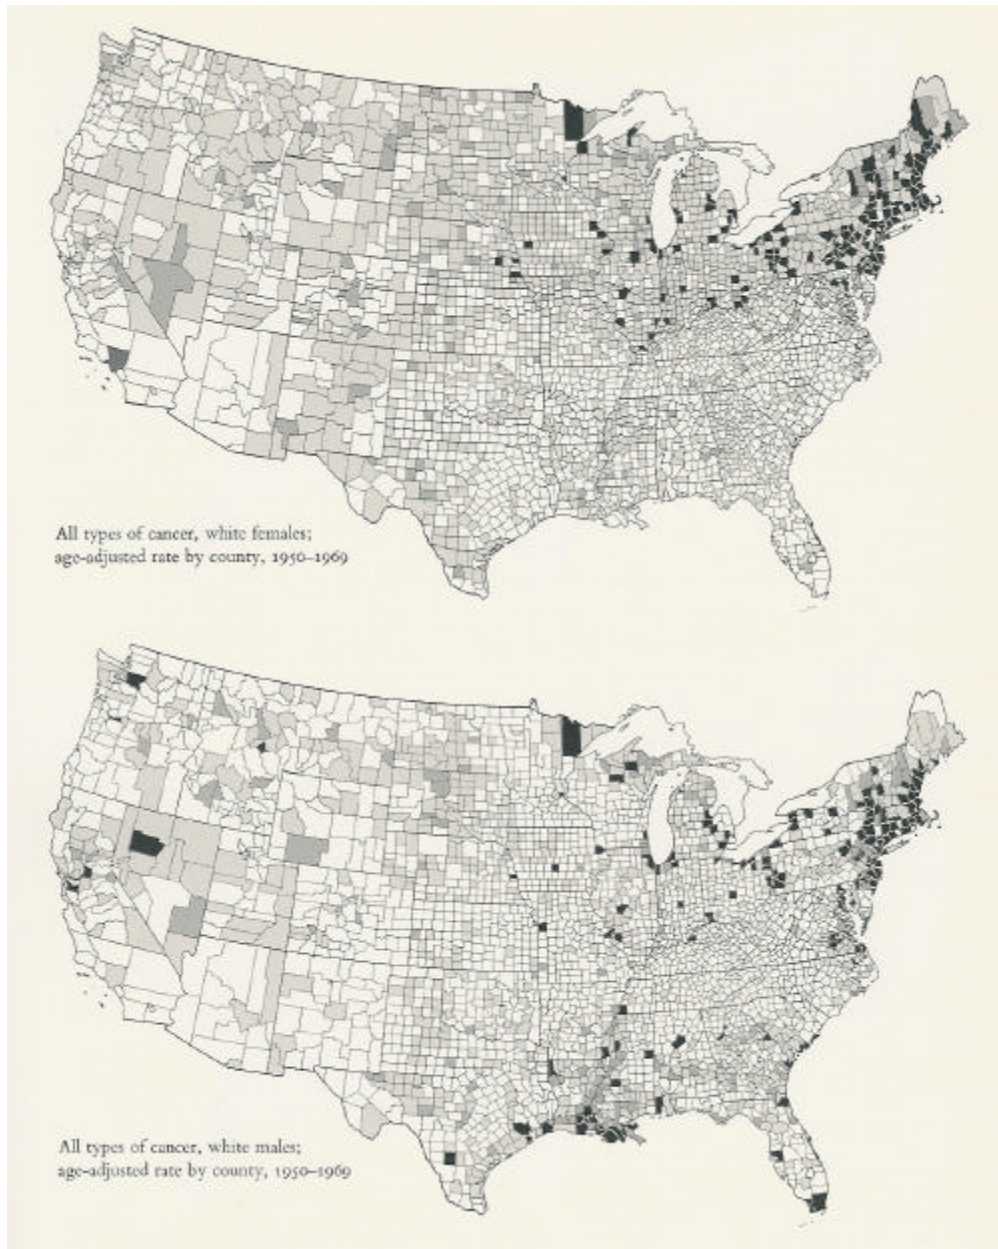 All types of cancer, white females;
age-adjusted rate by county, 1950–1969
All types of cancer, white males;
age-adjusted rate by county, 1950–1969